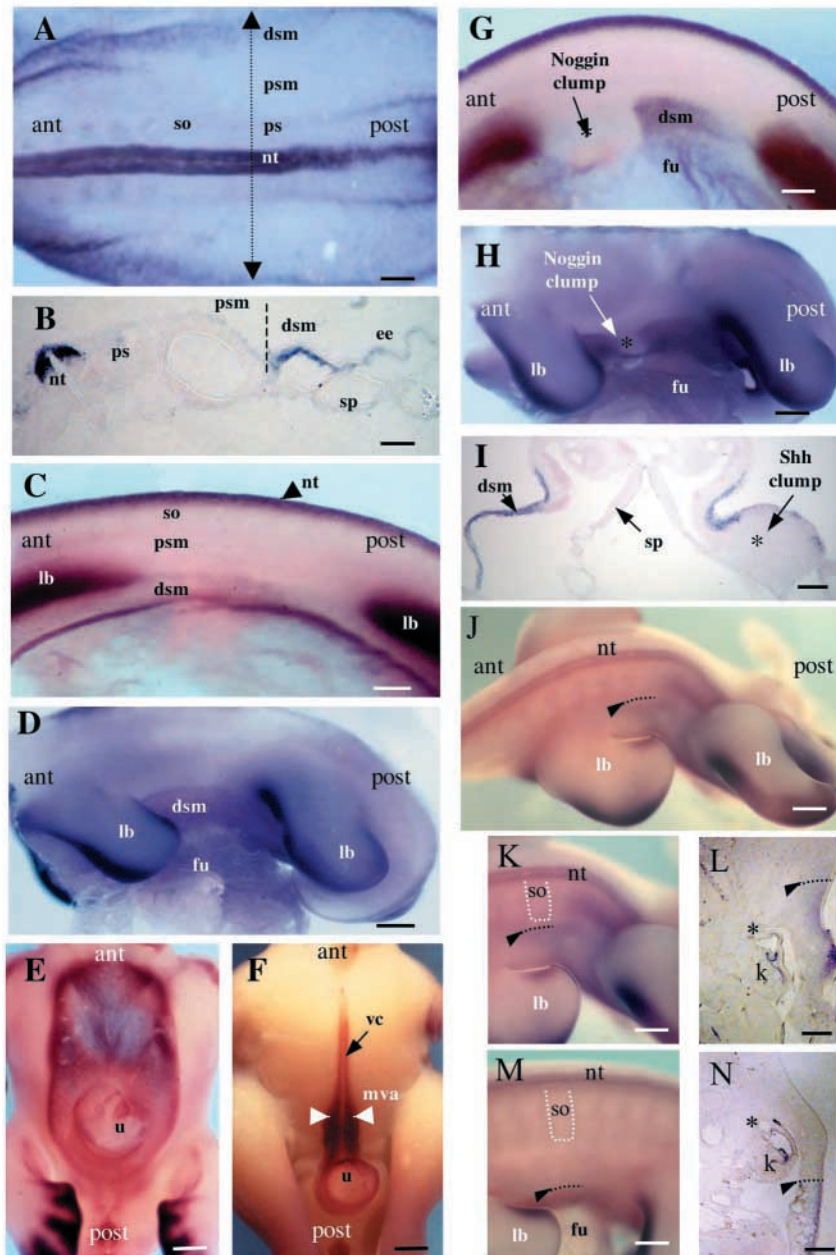 A
dsm
psm
ant
so
ps
post
nt
B
psm
dsm
ee
ps
nt
sp
C
nt
so
ant
psm
post
lb
dsm
lb
D
ant
post
dsm
lb
lb
fu
E
ant
u
post
F
ant
vc
mva
u
post
G
Noggin
clump
ant
post
dsm
*
fu
H
Noggin
clump
ant
post
*
lb
lb
fu
I
Shh
clump
dsm
sp
*
J
nt
ant
post
lb
lb
K
nt
so
lb
L
*
k
M
nt
so
lb
fu
N
*
k